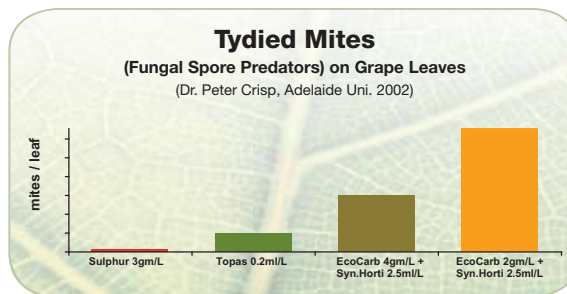 Tydied Mites
(Fungal Spore Predators) on Grape Leaves
(Dr. Peter Crisp, Adelaide Uni. 2002)
mites / leaf
Sulphur 3gm/L
Topas 0.2ml/L
EcoCarb 4gm/L +
Syn.Horti 2.5ml/L
EcoCarb 2gm/L +
Syn.Horti 2.5ml/L